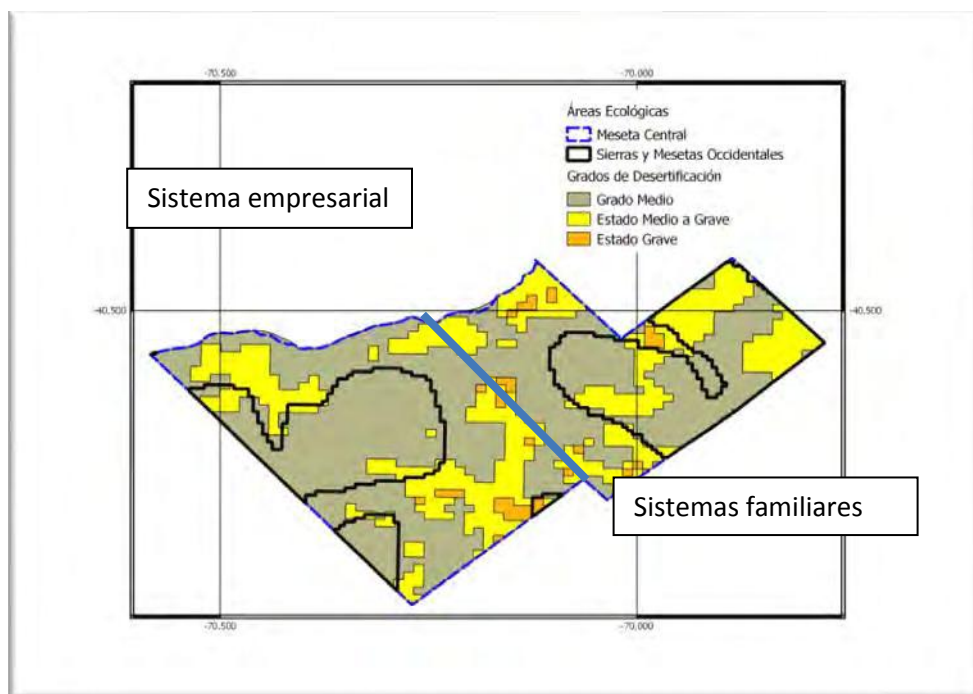 -70.500
-70.000
Áreas Ecológicas
Meseta Central
Sierras y Mesetas Occidentales
Grados de Desertificación
Grado Medio
Estado Medio a Grave
Estado Grave
Sistema empresarial
-40.500
-40.500
Sistemas familiares
-70.500
-70.000